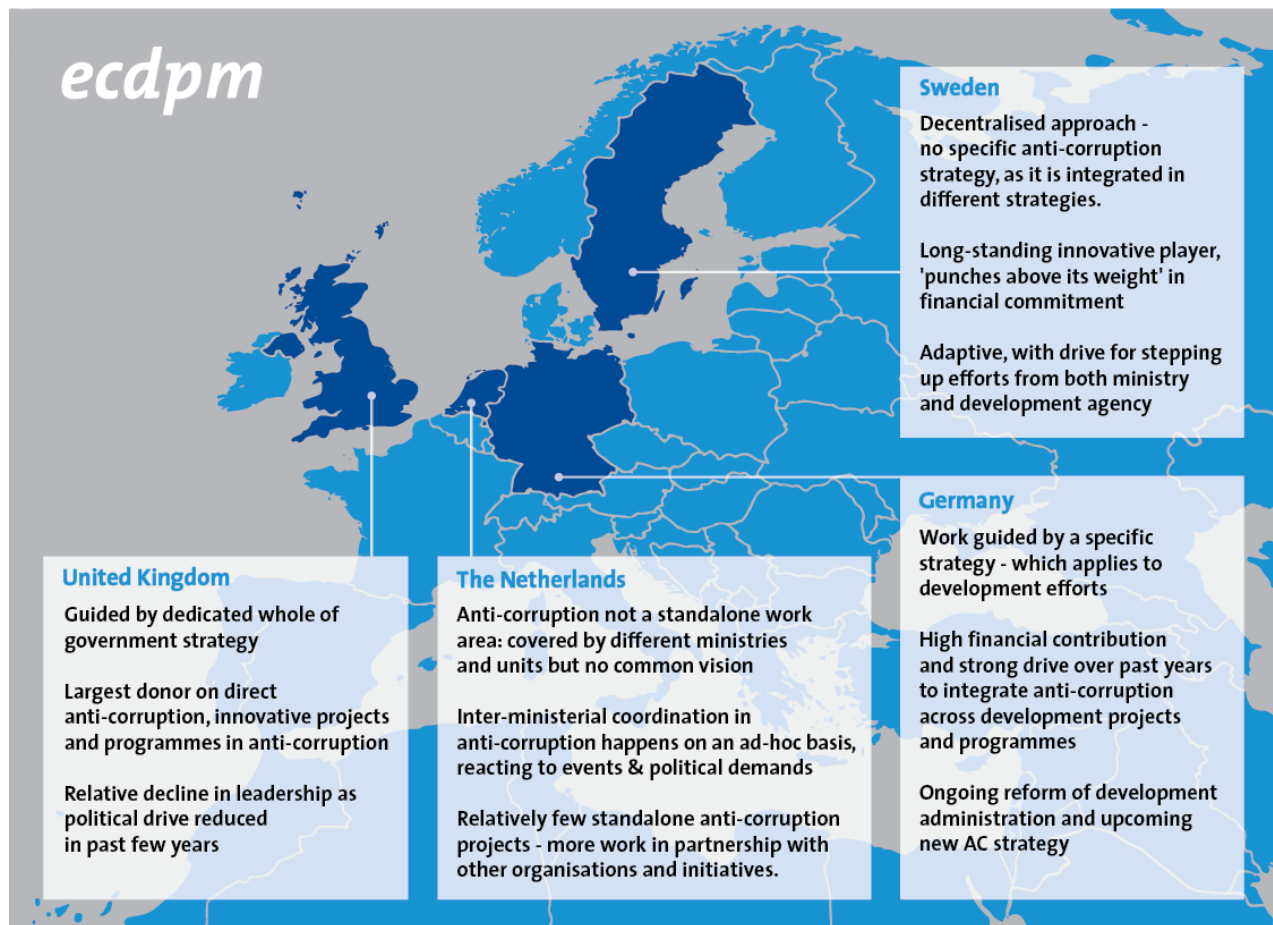 ecdpm
Sweden
Decentralised approach -
no specific anti-corruption
strategy, as it is integrated in
different strategies.
Long-standing innovative player,
'punches above its weight' in
financial commitment
Adaptive, with drive for stepping
up efforts from both ministry
and development agency
Germany
Work guided by a specific
strategy - which applies to
development efforts
High financial contribution
and strong drive over past years
to integrate anti-corruption
across development projects
and programmes
Ongoing reform of development
administration and upcoming
new AC strategy
United Kingdom
Guided by dedicated whole of
government strategy
Largest donor on direct
anti-corruption, innovative projects
and programmes in anti-corruption
Relative decline in leadership as
political drive reduced
in past few years
The Netherlands
Anti-corruption not a standalone work
area: covered by different ministries
and units but no common vision
Inter-ministerial coordination in
anti-corruption happens on an ad-hoc basis,
reacting to events & political demands
Relatively few standalone anti-corruption
projects - more work in partnership with
other organisations and initiatives.